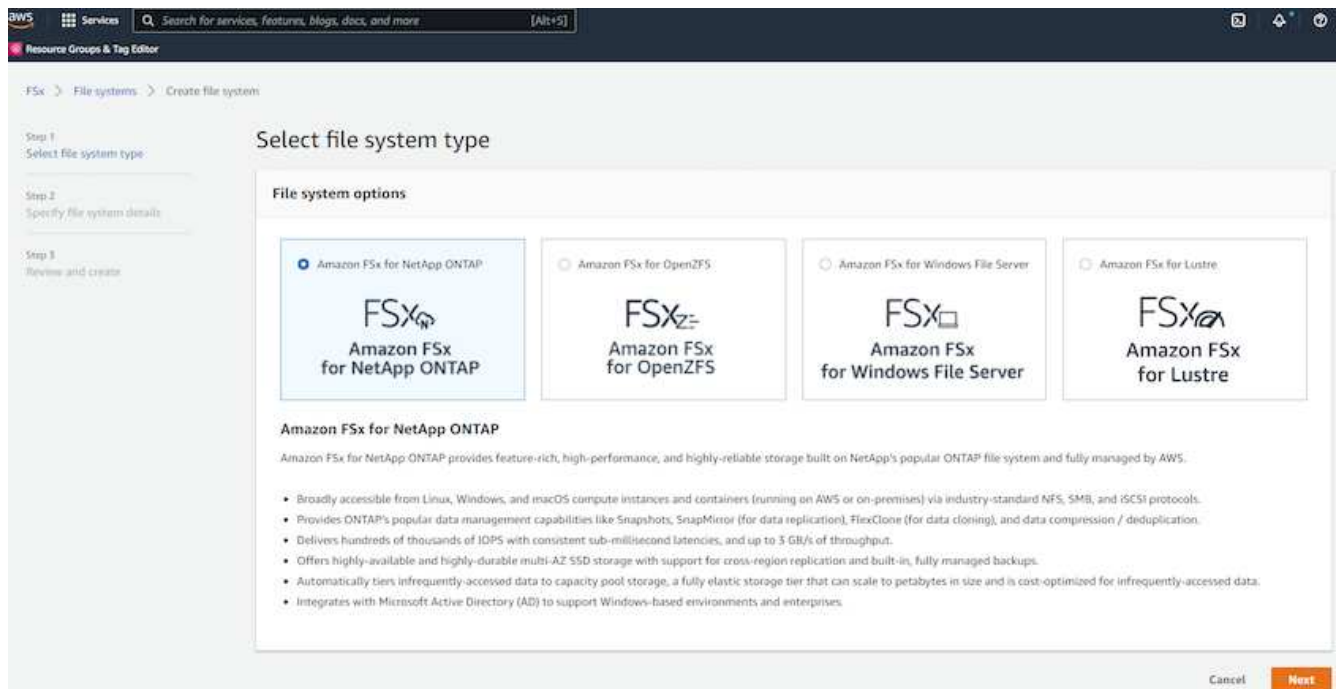 aws Services Search for services, features, blogs, docs, and more [Alt+S]
Resource Groups & Tag Editor
FSx > File systems > Create file system
Step 1
Select file system type
Step 2
Specify file system details
Step 3
Review and create
Select file system type
File system options
Amazon FSx for NetApp ONTAP
FSx N
Amazon FSx
for NetApp ONTAP
Amazon FSx for OpenZFS
FSx Z
Amazon FSx
for OpenZFS
Amazon FSx for Windows File Server
FSx
Amazon FSx
for Windows File Server
Amazon FSx for Lustre
FSx
Amazon FSx
for Lustre
Amazon FSx for NetApp ONTAP
Amazon FSx for NetApp ONTAP provides feature-rich, high-performance, and highly-reliable storage built on NetApp's popular ONTAP file system and fully managed by AWS.
• Broadly accessible from Linux, Windows, and macOS compute instances and containers (running on AWS or on-premises) via industry-standard NFS, SMB, and iSCSI protocols.
• Provides ONTAP's popular data management capabilities like Snapshots, SnapMirror (for data replication), FlexClone (for data cloning), and data compression / deduplication.
• Delivers hundreds of thousands of IOPS with consistent sub-millisecond latencies, and up to 3 GB/s of throughput.
• Offers highly-available and highly-durable multi-AZ SSD storage with support for cross-region replication and built-in, fully managed backups.
• Automatically tiers infrequently-accessed data to capacity pool storage, a fully elastic storage tier that can scale to petabytes in size and is cost-optimized for infrequently-accessed data.
• Integrates with Microsoft Active Directory (AD) to support Windows-based environments and enterprises.
Cancel Next